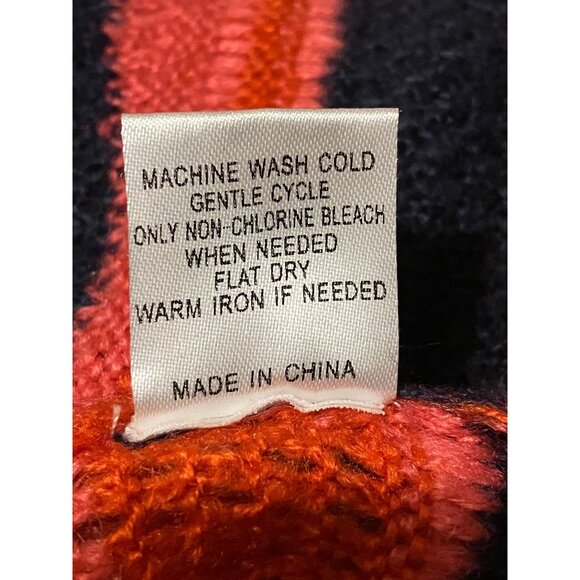 MACHINE WASH COLD
GENTLE CYCLE
ONLY NON-CHLORINE BLEACH
WHEN NEEDED
FLAT DRY
WARM IRON IF NEEDED
MADE IN CHINA